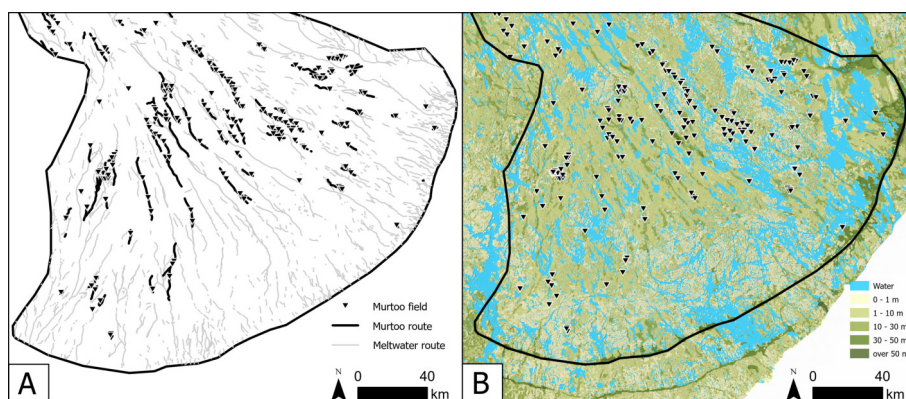 Murtoo field
Murtoo route
Meltwater route
A
N
0
40
km
B
Water
0 - 1 m
1 - 10 m
10 - 30 m
30 - 50 m
over 50 m
N
0
40
km